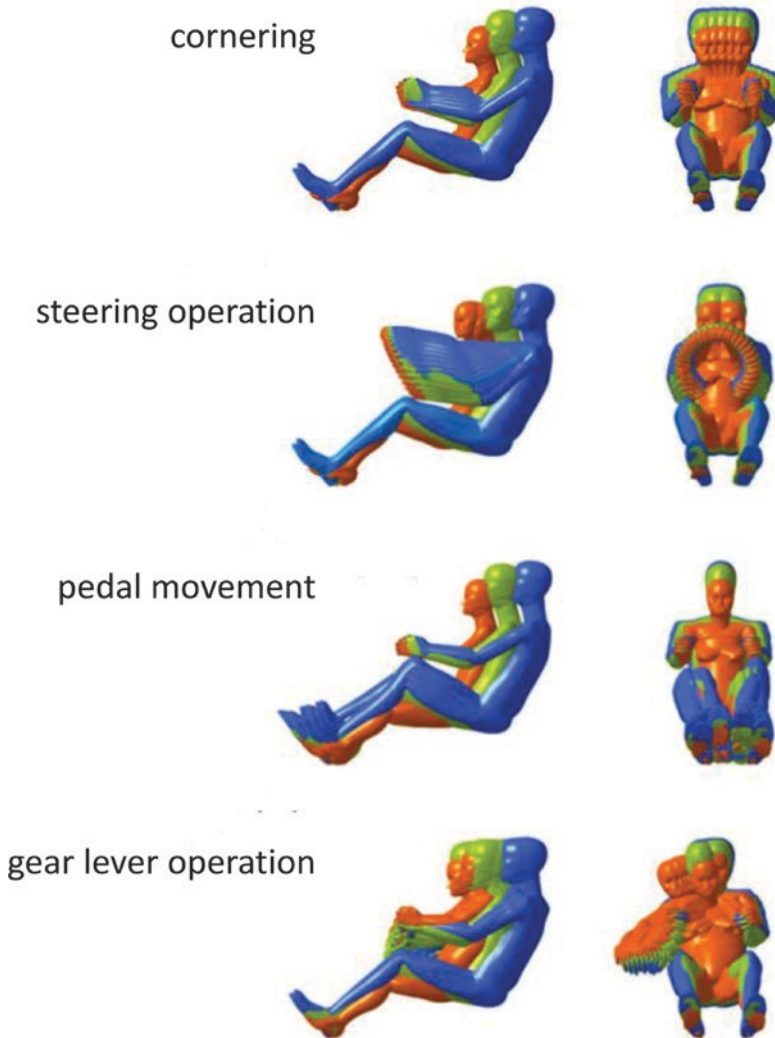 cornering
steering operation
pedal movement
gear lever operation